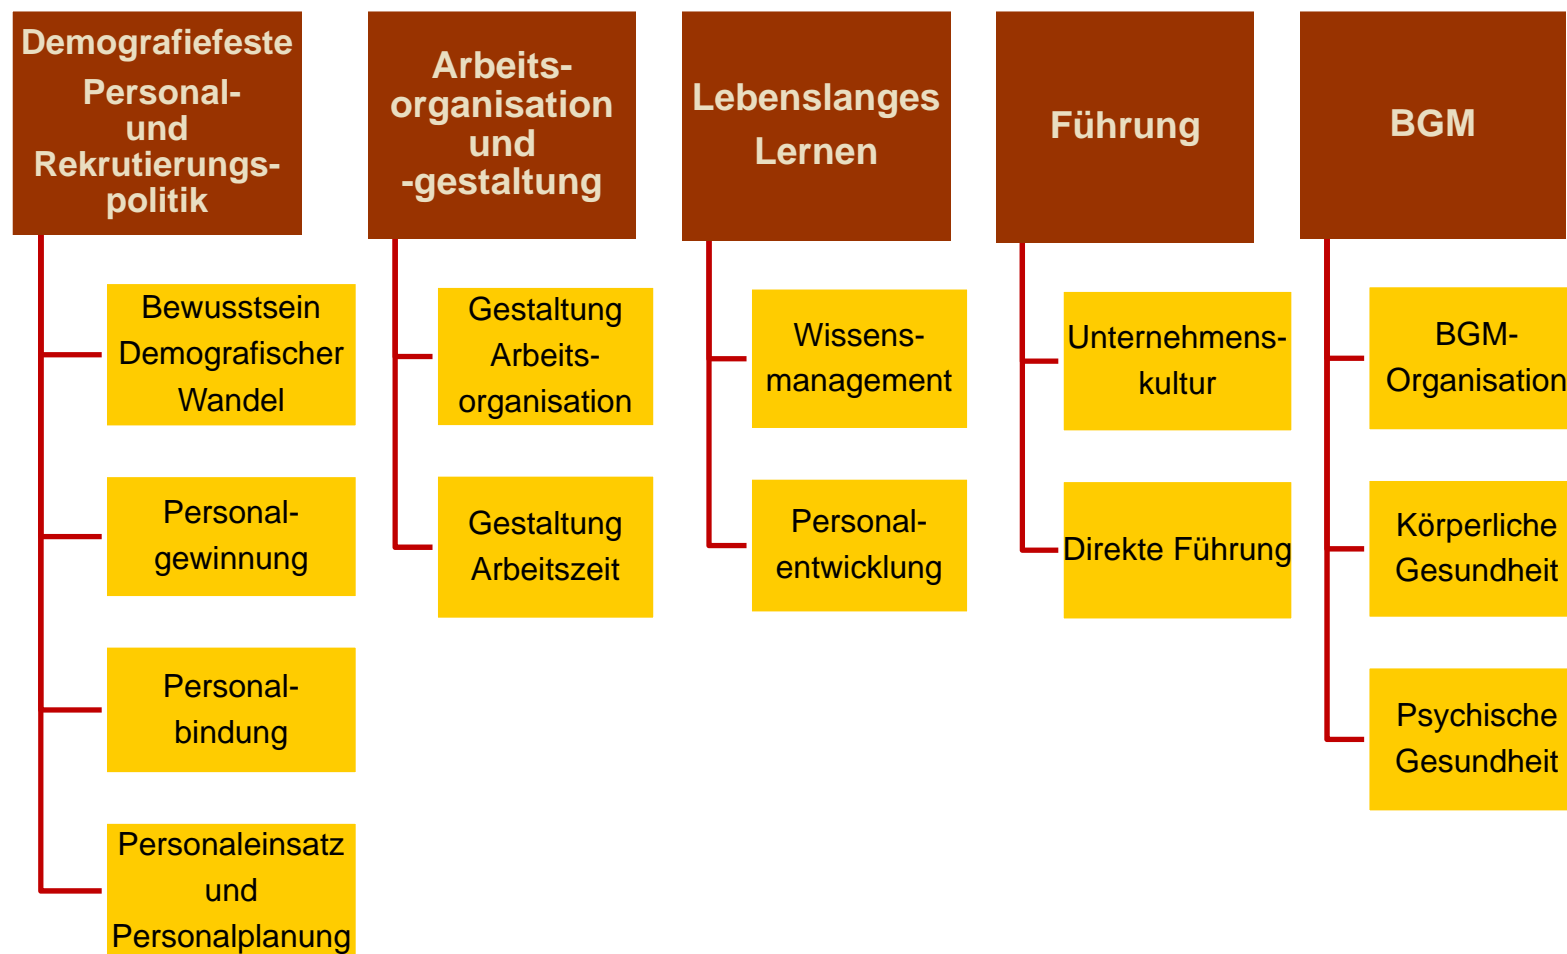 Demografiefeste
Personal-
und
Rekrutierungs-
politik
Bewusstsein
Demografischer
Wandel
Personal-
gewinnung
Personal-
bindung
Personaleinsatz
und
Personalplanung
Arbeits-
organisation
und
-gestaltung
Gestaltung
Arbeits-
organisation
Gestaltung
Arbeitszeit
Lebenslanges
Lernen
Wissens-
management
Personal-
entwicklung
Führung
Unternehmens-
kultur
Direkte Führung
BGM
BGM-
Organisation
Körperliche
Gesundheit
Psychische
Gesundheit